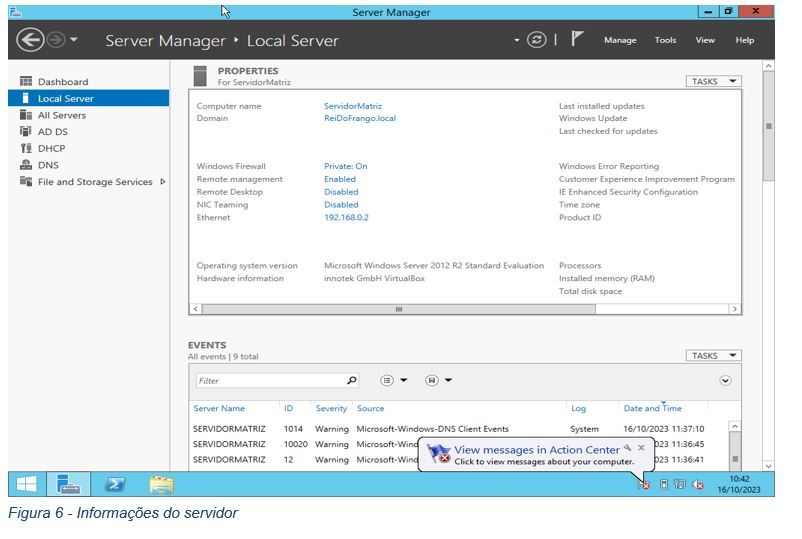 Server Manager
Server Manager • Local Server
Manage Tools View Help
Dashboard
Local Server
All Servers
AD DS
DHCP
DNS
File and Storage Services
PROPERTIES
For ServidorMatriz
TASKS
Computer name ServidorMatriz Last installed updates
Domain ReiDoFrango.local Windows Update
Last checked for updates
Windows Firewall Private: On Windows Error Reporting
Remote management Enabled Customer Experience Improvement Program
Remote Desktop Disabled IE Enhanced Security Configuration
NIC Teaming Disabled Time zone
Ethernet 192.168.0.2 Product ID
Operating system version Microsoft Windows Server 2012 R2 Standard Evaluation Processors
Hardware information innotek GmbH VirtualBox Installed memory (RAM)
Total disk space
EVENTS
All events | 9 total
TASKS
Filter
Server Name ID Severity Source Log Date and Time
SERVIDORMATRIZ 1014 Warning Microsoft-Windows-DNS Client Events System 16/10/2023 11:37:10
SERVIDORMATRIZ 10020 Warning Microsoft-Wind 16/10/2023 11:36:45
SERVIDORMATRIZ 12 Warning Microsoft-Wind 16/10/2023 11:36:41
View messages in Action Center
Click to view messages about your computer.
10:42
16/10/2023
Figura 6 - Informações do servidor